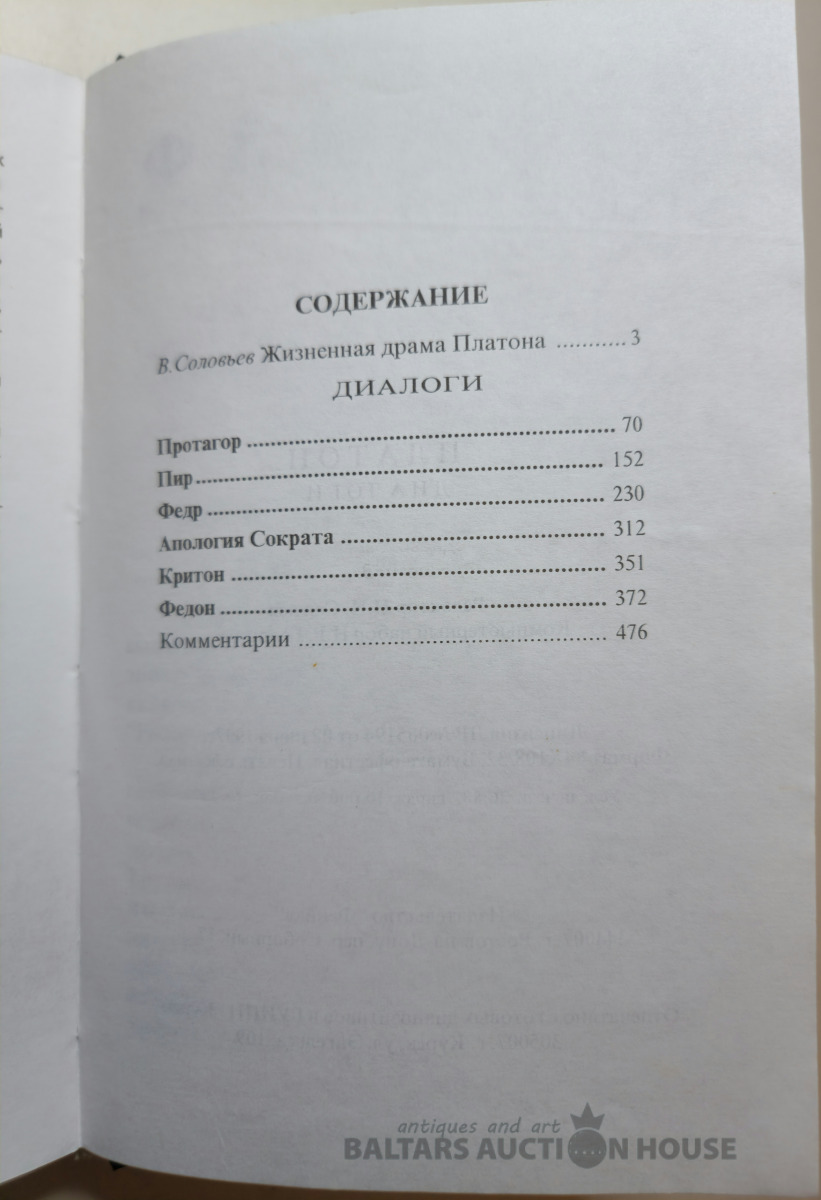 СОДЕРЖАНИЕ
В.Соловьев Жизненная драма Платона ........... 3
ДИАЛОГИ
Протагор ........................................................ 70
Пир............................................................... 152
Федр ............................................................. 230
Апология Сократа ........................................ 312
Критон .......................................................... 351
Федон ............................................................ 372
Комментарии ............................................... 476
antiques and art
BALTARS AUCTION HOUSE